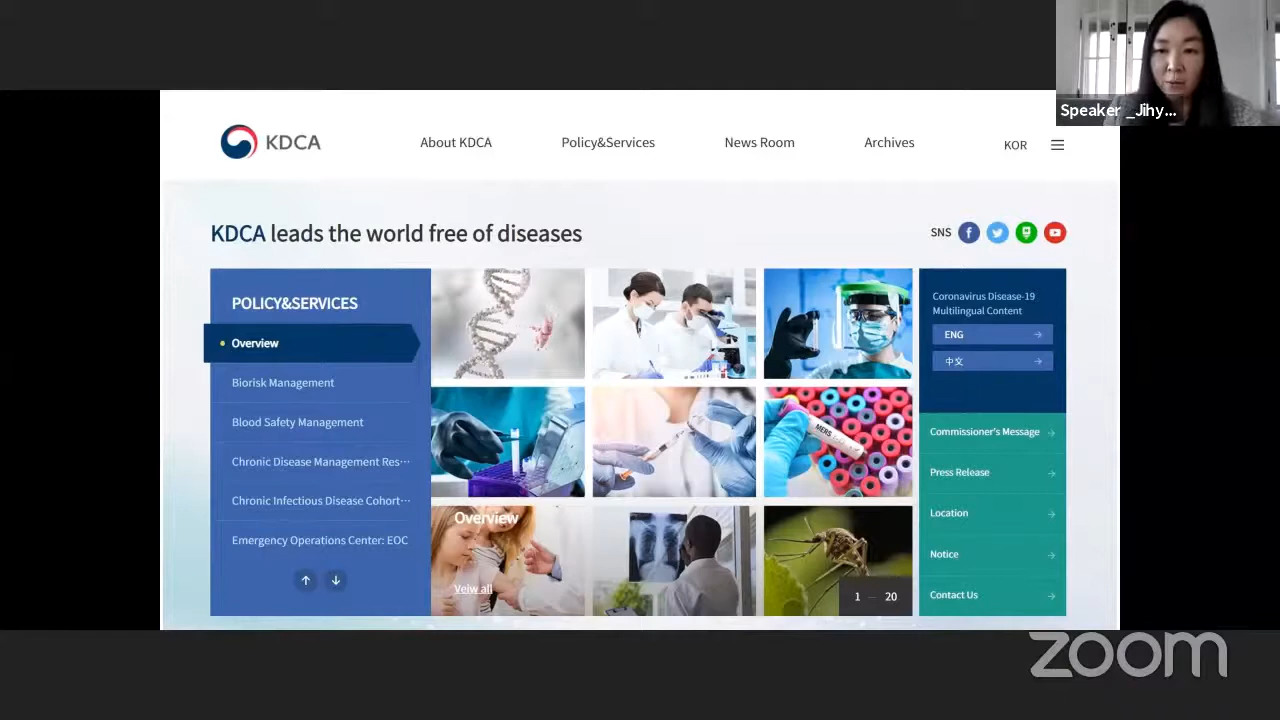 Speaker _Jihy...
KDCA
About KDCA
Policy&Services
News Room
Archives
KOR
KDCA leads the world free of diseases
SNS
POLICY&SERVICES
Overview
Biorisk Management
Blood Safety Management
Chronic Disease Management Res···
Chronic Infectious Disease Cohort···
Emergency Operations Center: EOC
MERS
Overview
Veiw all
1 — 20
Coronavirus Disease-19
Multilingual Content
ENG
中文
Commissioner's Message
Press Release
Location
Notice
Contact Us
zoom